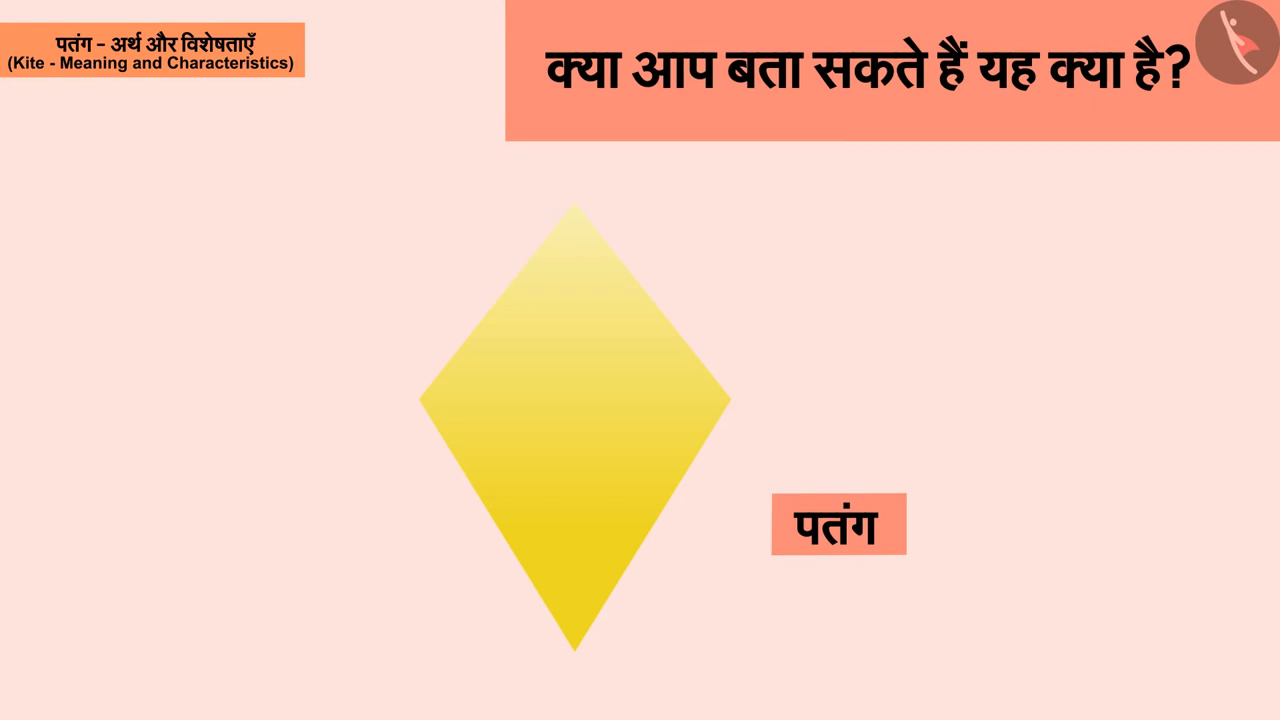 पतंग - अर्थ और विशेषताएँ
(Kite - Meaning and Characteristics)
क्या आप बता सकते हैं यह क्या है?
पतंग